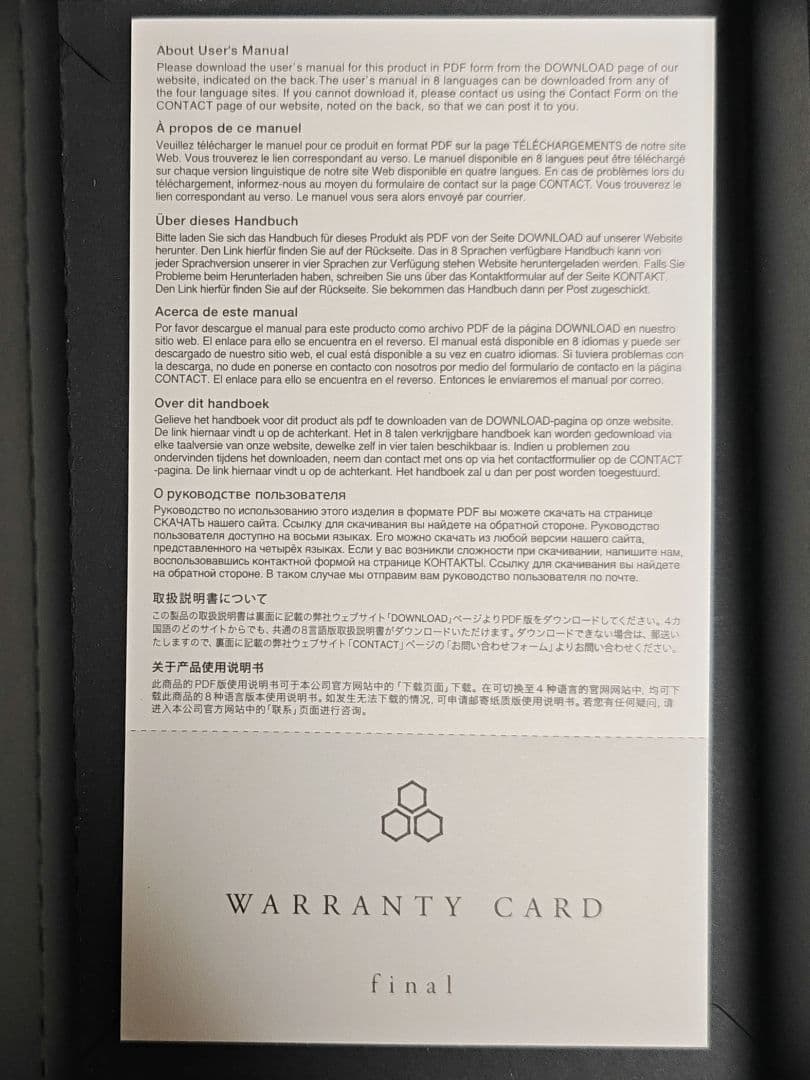 About User's Manual
Please download the user's manual for this product in PDF form from the DOWNLOAD page of our
website, indicated on the back.The user's manual in 8 languages can be downloaded from any of
the four language sites. If you cannot download it, please contact us using the Contact Form on the
CONTACT page of our website, noted on the back, so that we can post it to you.
À propos de ce manuel
Veuillez télécharger le manuel pour ce produit en format PDF sur la page TÉLÉCHARGEMENTS de notre site
Web. Vous trouverez le lien correspondant au verso. Le manuel disponible en 8 langues peut être téléchargé
sur chaque version linguistique de notre site Web disponible en quatre langues. En cas de problèmes lors du
téléchargement, informez-nous au moyen du formulaire de contact sur la page CONTACT. Vous trouverez le
lien correspondant au verso. Le manuel vous sera alors envoyé par courrier.
Über dieses Handbuch
Bitte laden Sie sich das Handbuch für dieses Produkt als PDF von der Seite DOWNLOAD auf unserer Website
herunter. Den Link hierfür finden Sie auf der Rückseite. Das in 8 Sprachen verfügbare Handbuch kann von
jeder Sprachversion unserer in vier Sprachen zur Verfügung stehen Website heruntergeladen werden. Falls Sie
Probleme beim Herunterladen haben, schreiben Sie uns über das Kontaktformular auf der Seite KONTAKT.
Den Link hierfür finden Sie auf der Rückseite. Sie bekommen das Handbuch dann per Post zugeschickt.
Acerca de este manual
Por favor descargue el manual para este producto como archivo PDF de la página DOWNLOAD en nuestro
sitio web. El enlace para ello se encuentra en el reverso. El manual está disponible en 8 idiomas y puede ser
descargado de nuestro sitio web, el cual está disponible a su vez en cuatro idiomas. Si tuviera problemas con
la descarga, no dude en ponerse en contacto con nosotros por medio del formulario de contacto en la página
CONTACT. El enlace para ello se encuentra en el reverso. Entonces le enviaremos el manual por correo.
Over dit handboek
Gelieve het handboek voor dit product als pdf te downloaden van de DOWNLOAD-pagina op onze website.
De link hiernaar vindt u op de achterkant. Het in 8 talen verkrijgbare handboek kan worden gedownload via
elke taalversie van onze website, dewelke zelf in vier talen beschikbaar is. Indien u problemen zou
ondervinden tijdens het downloaden, neem dan contact met ons op via het contactformulier op de CONTACT
-pagina. De link hiernaar vindt u op de achterkant. Het handboek zal u dan per post worden toegestuurd.
О руководстве пользователя
Руководство по использованию этого изделия в формате PDF вы можете скачать на странице
СКАЧАТЬ нашего сайта. Ссылку для скачивания вы найдете на обратной стороне. Руководство
пользователя доступно на восьми языках. Его можно скачать из любой версии нашего сайта,
представленного на четырёх языках. Если у вас возникли сложности при скачивании, напишите нам,
воспользовавшись контактной формой на странице КОНТАКТЫ. Ссылку для скачивания вы найдете
на обратной стороне. В таком случае мы отправим вам руководство пользователя по почте.
取扱説明書について
この製品の取扱説明書は裏面に記載の弊社ウェブサイト「DOWNLOAD」ページよりPDF版をダウンロードしてください。4カ
国語のどのサイトからでも、共通の8言語版取扱説明書がダウンロードいただけます。ダウンロードできない場合は、郵送い
たしますので、裏面に記載の弊社ウェブサイト「CONTACT」ページの「お問い合わせフォーム」よりお問い合わせください。
关于产品使用说明书
此商品的PDF版使用说明书可于本公司官方网站中的「下载页面」下载。在可切换至4种语言的官网网站中，均可下
载此商品的8种语言版本使用说明书。如发生无法下载的情况，可申请邮寄纸质版使用说明书。若您有任何疑问，请
进入本公司官方网站中的「联系」页面进行咨询。
WARRANTY CARD
final